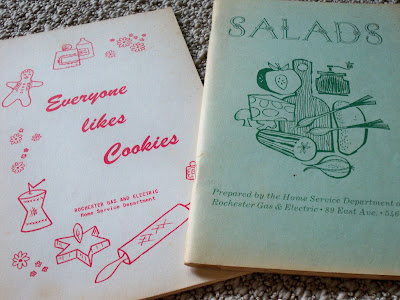 Everyone
likes
Cookies
ROCHESTER GAS AND ELECTRIC
Home Service Department
SALADS
Prepared by the Home Service Department o
Rochester Gas & Electric • 89 East Ave. • 546